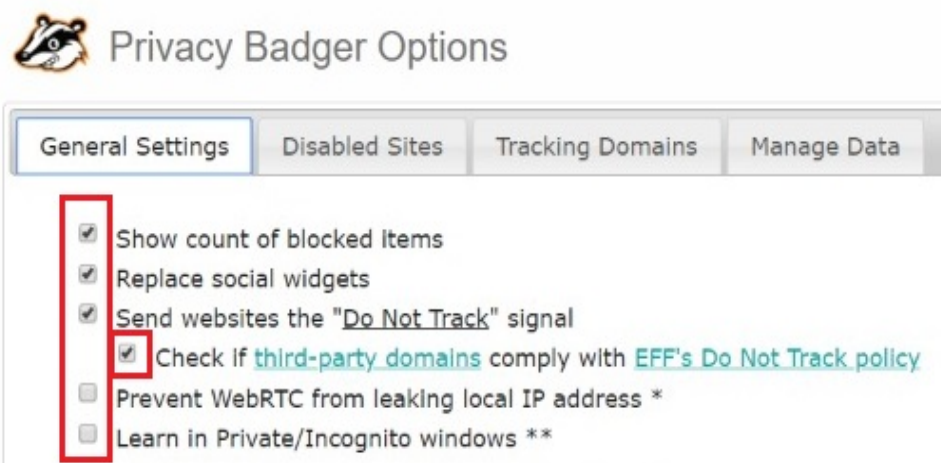 Privacy Badger Options
General Settings Disabled Sites Tracking Domains Manage Data
Show count of blocked items
Replace social widgets
Send websites the "Do Not Track" signal
Check if third-party domains comply with EFF's Do Not Track policy
Prevent WebRTC from leaking local IP address *
Learn in Private/Incognito windows **